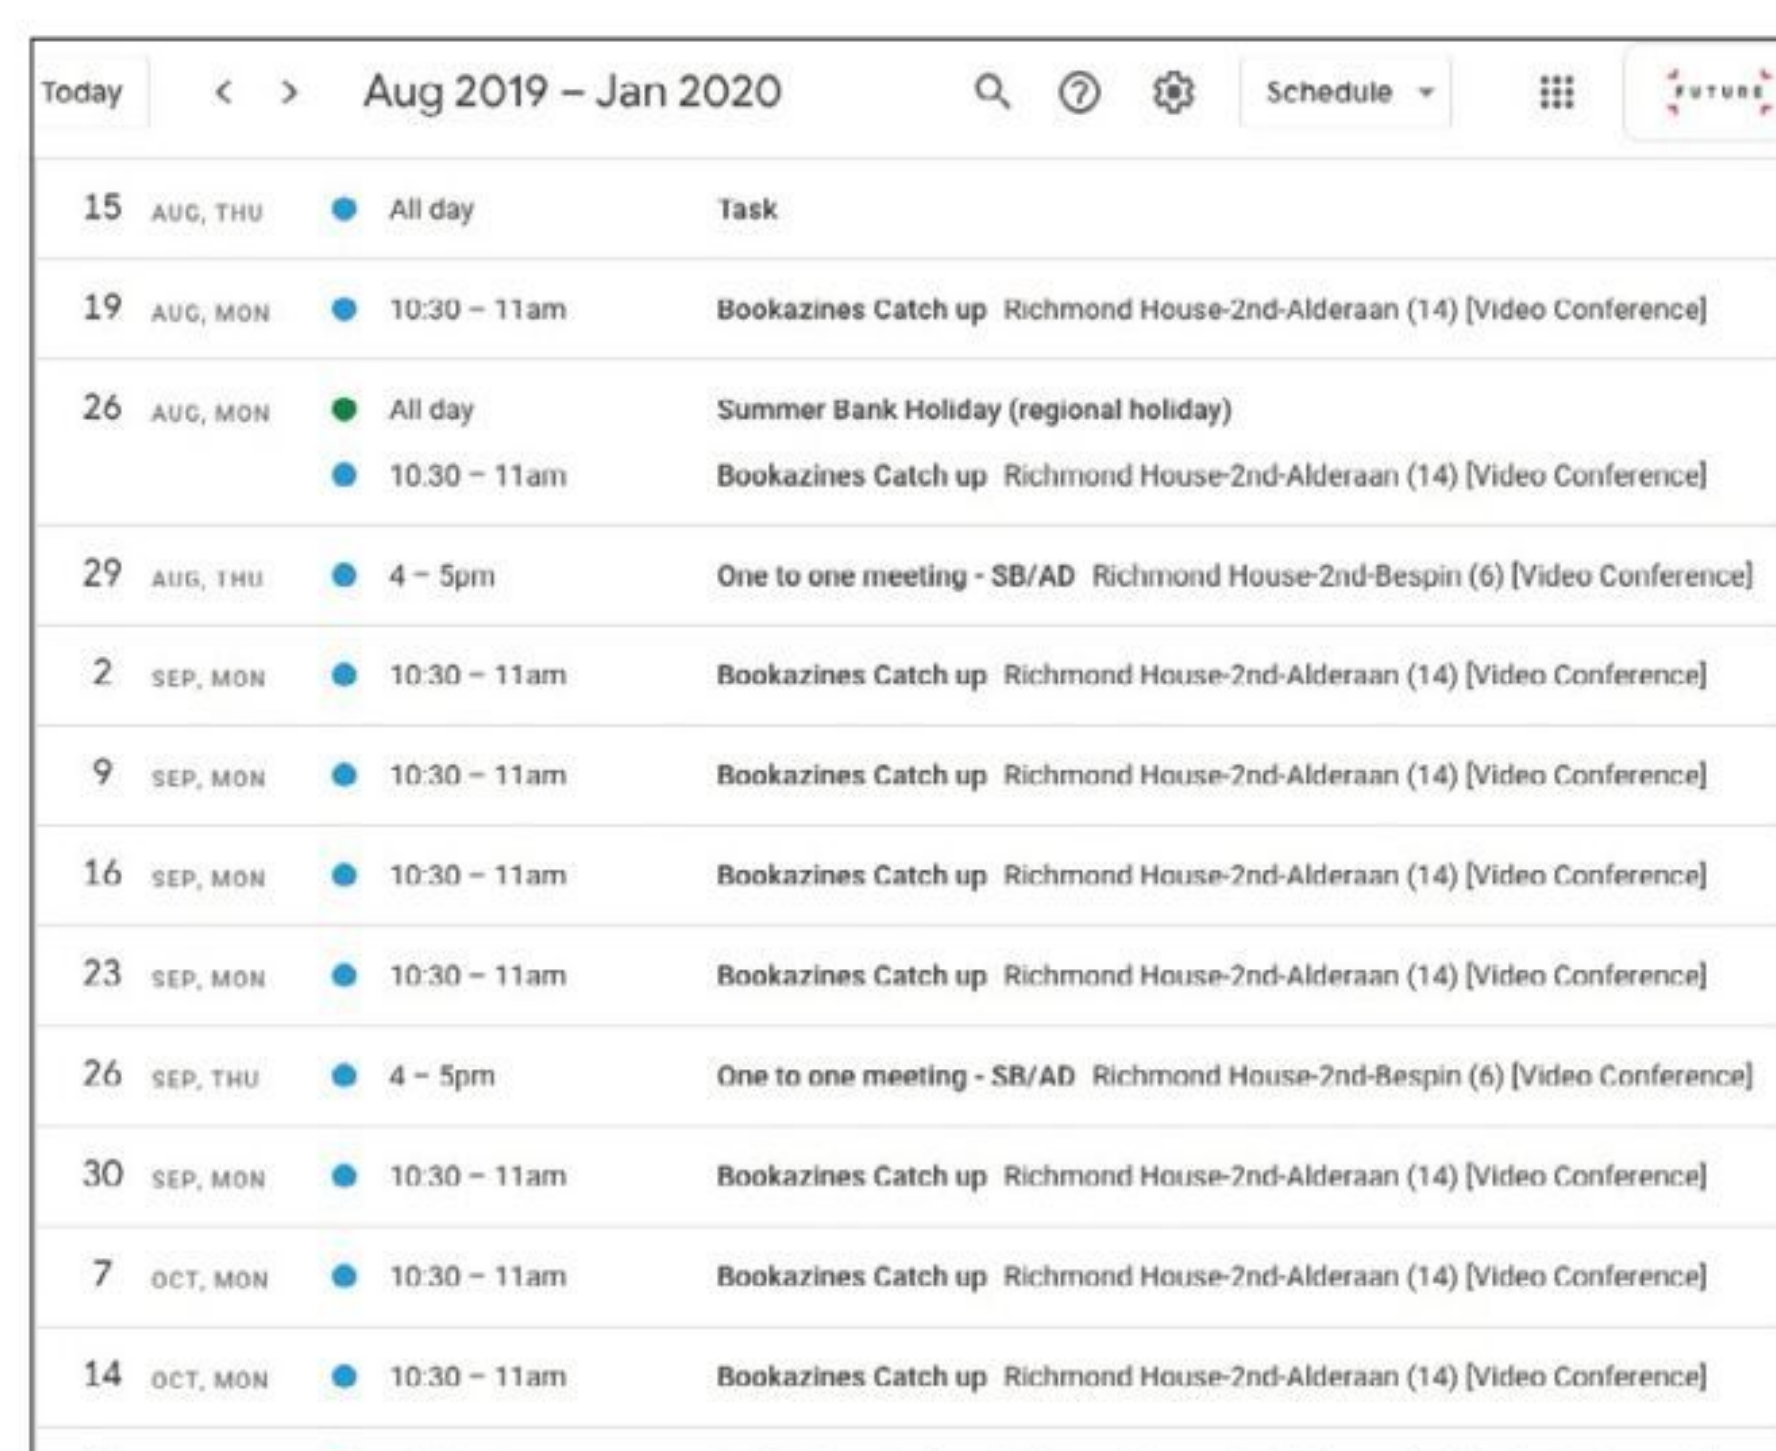 Today < > Aug 2019 – Jan 2020 Schedule FUTURE
15 AUG, THU All day Task
19 AUG, MON 10:30 – 11am Bookazines Catch up Richmond House-2nd-Alderaan (14) [Video Conference]
26 AUG, MON All day Summer Bank Holiday (regional holiday)
10:30 – 11am Bookazines Catch up Richmond House-2nd-Alderaan (14) [Video Conference]
29 AUG, THU 4 – 5pm One to one meeting - SB/AD Richmond House-2nd-Bespin (6) [Video Conference]
2 SEP, MON 10:30 – 11am Bookazines Catch up Richmond House-2nd-Alderaan (14) [Video Conference]
9 SEP, MON 10:30 – 11am Bookazines Catch up Richmond House-2nd-Alderaan (14) [Video Conference]
16 SEP, MON 10:30 – 11am Bookazines Catch up Richmond House-2nd-Alderaan (14) [Video Conference]
23 SEP, MON 10:30 – 11am Bookazines Catch up Richmond House-2nd-Alderaan (14) [Video Conference]
26 SEP, THU 4 – 5pm One to one meeting - SB/AD Richmond House-2nd-Bespin (6) [Video Conference]
30 SEP, MON 10:30 – 11am Bookazines Catch up Richmond House-2nd-Alderaan (14) [Video Conference]
7 OCT, MON 10:30 – 11am Bookazines Catch up Richmond House-2nd-Alderaan (14) [Video Conference]
14 OCT, MON 10:30 – 11am Bookazines Catch up Richmond House-2nd-Alderaan (14) [Video Conference]